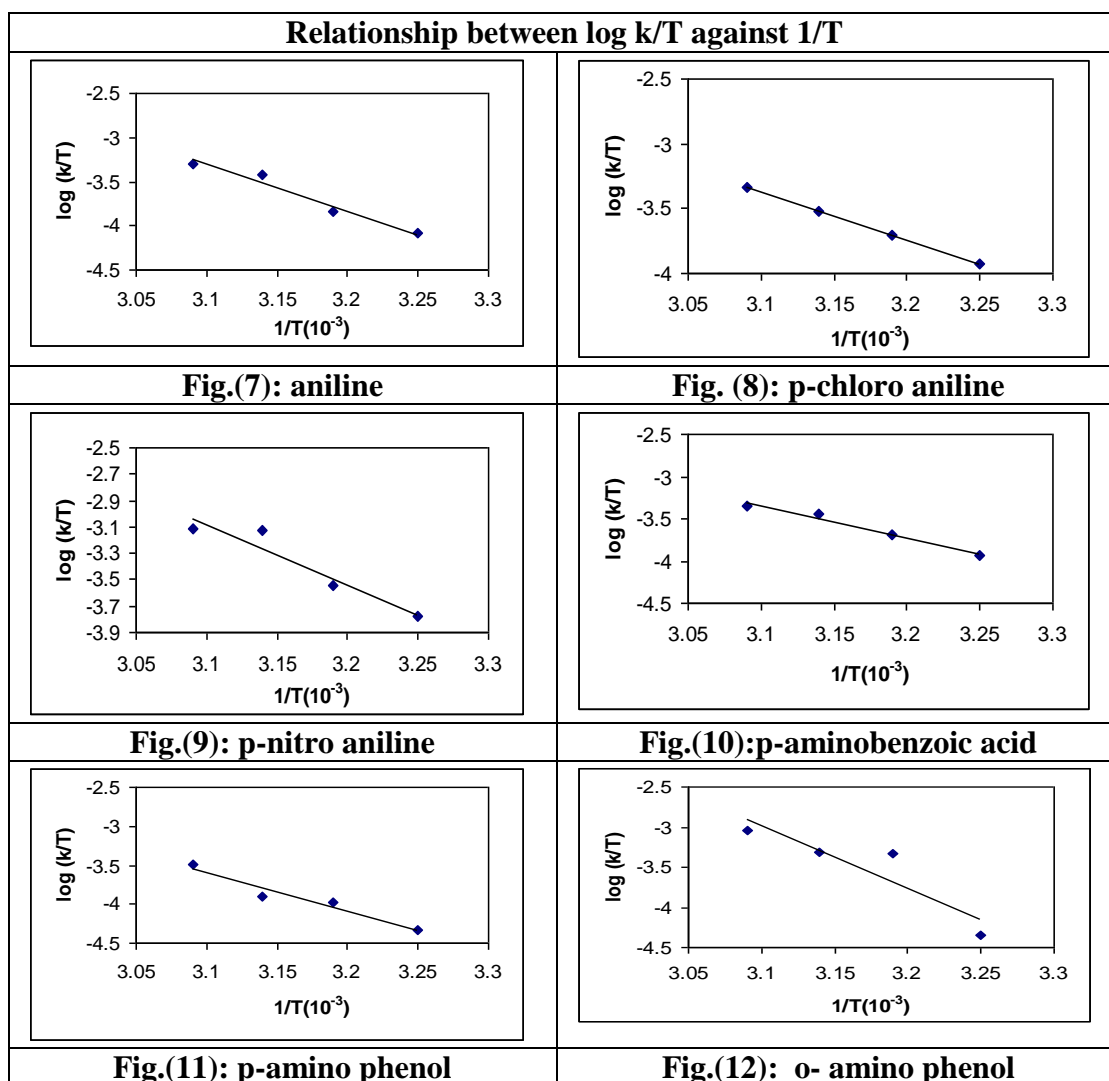 Relationship between log k/T against 1/T
-2.5
-3
-3.5
-4
-4.5
3.05 3.1 3.15 3.2 3.25 3.3
1/T(10-3)
log (k/T)
-2.5
-3
-3.5
-4
3.05 3.1 3.15 3.2 3.25 3.3
1/T(10-3)
log (k/T)
Fig.(7): aniline
Fig. (8): p-chloro aniline
-2.5
-2.7
-2.9
-3.1
-3.3
-3.5
-3.7
-3.9
3.05 3.1 3.15 3.2 3.25 3.3
1/T(10-3)
log (k/T)
-2.5
-3
-3.5
-4
-4.5
3.05 3.1 3.15 3.2 3.25 3.3
1/T(10-3)
log (k/T)
Fig.(9): p-nitro aniline
Fig.(10):p-aminobenzoic acid
-2.5
-3
-3.5
-4
-4.5
3.05 3.1 3.15 3.2 3.25 3.3
1/T(10-3)
log (k/T)
-2.5
-3
-3.5
-4
-4.5
3.05 3.1 3.15 3.2 3.25 3.3
1/T(10-3)
log (k/T)
Fig.(11): p-amino phenol
Fig.(12): o- amino phenol